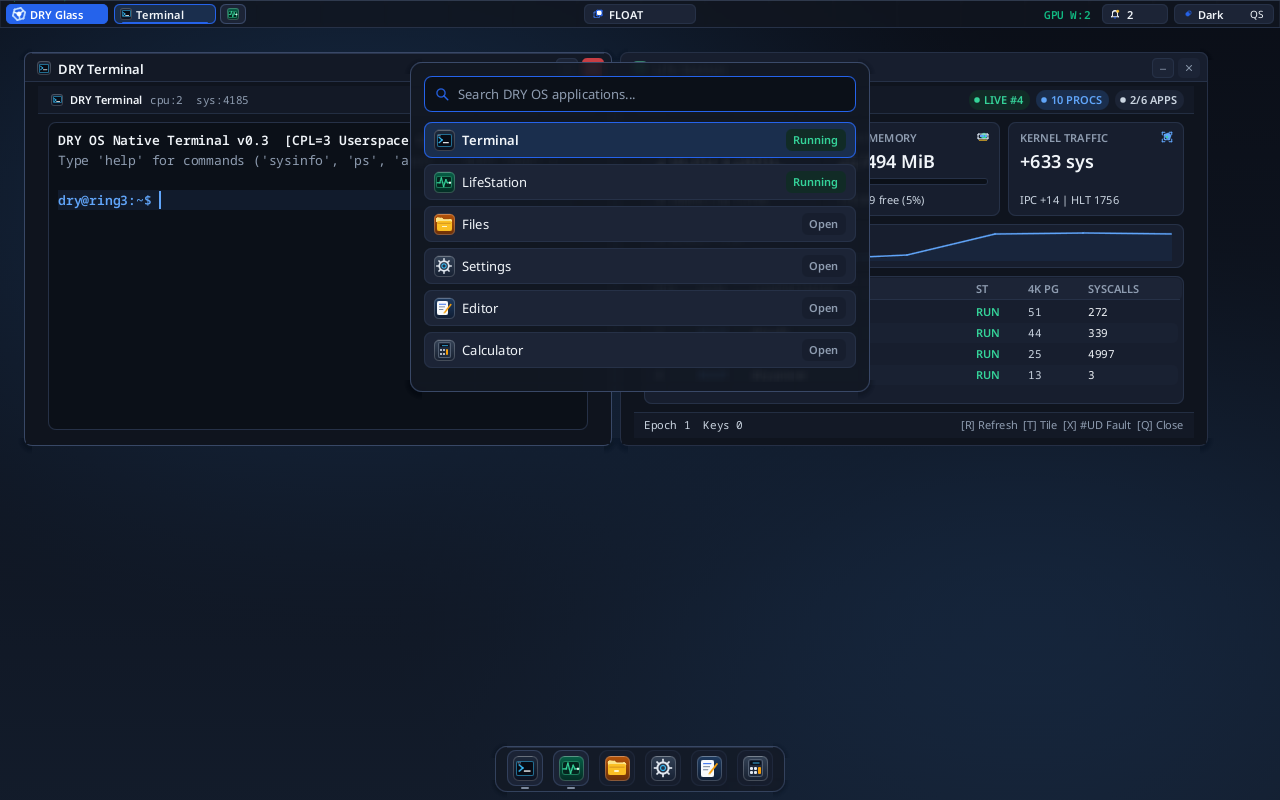 DRY Glass
Terminal
FLOAT
GPU W:2
2
Dark
QS
DRY Terminal
DRY Terminal cpu:2 sys:4185
DRY OS Native Terminal v0.3 [CPL=3 Userspace
Type 'help' for commands ('sysinfo', 'ps', 'a
dry@ring3:~$
Search DRY OS applications...
Terminal Running
LifeStation Running
Files Open
Settings Open
Editor Open
Calculator Open
LIVE #4
10 PROCS
2/6 APPS
MEMORY
494 MiB
9 free (5%)
KERNEL TRAFFIC
+633 sys
IPC +14 | HLT 1756
ST 4K PG SYSCALLS
RUN 51 272
RUN 44 339
RUN 25 4997
RUN 13 3
Epoch 1 Keys 0
[R] Refresh [T] Tile [X] #UD Fault [Q] Close